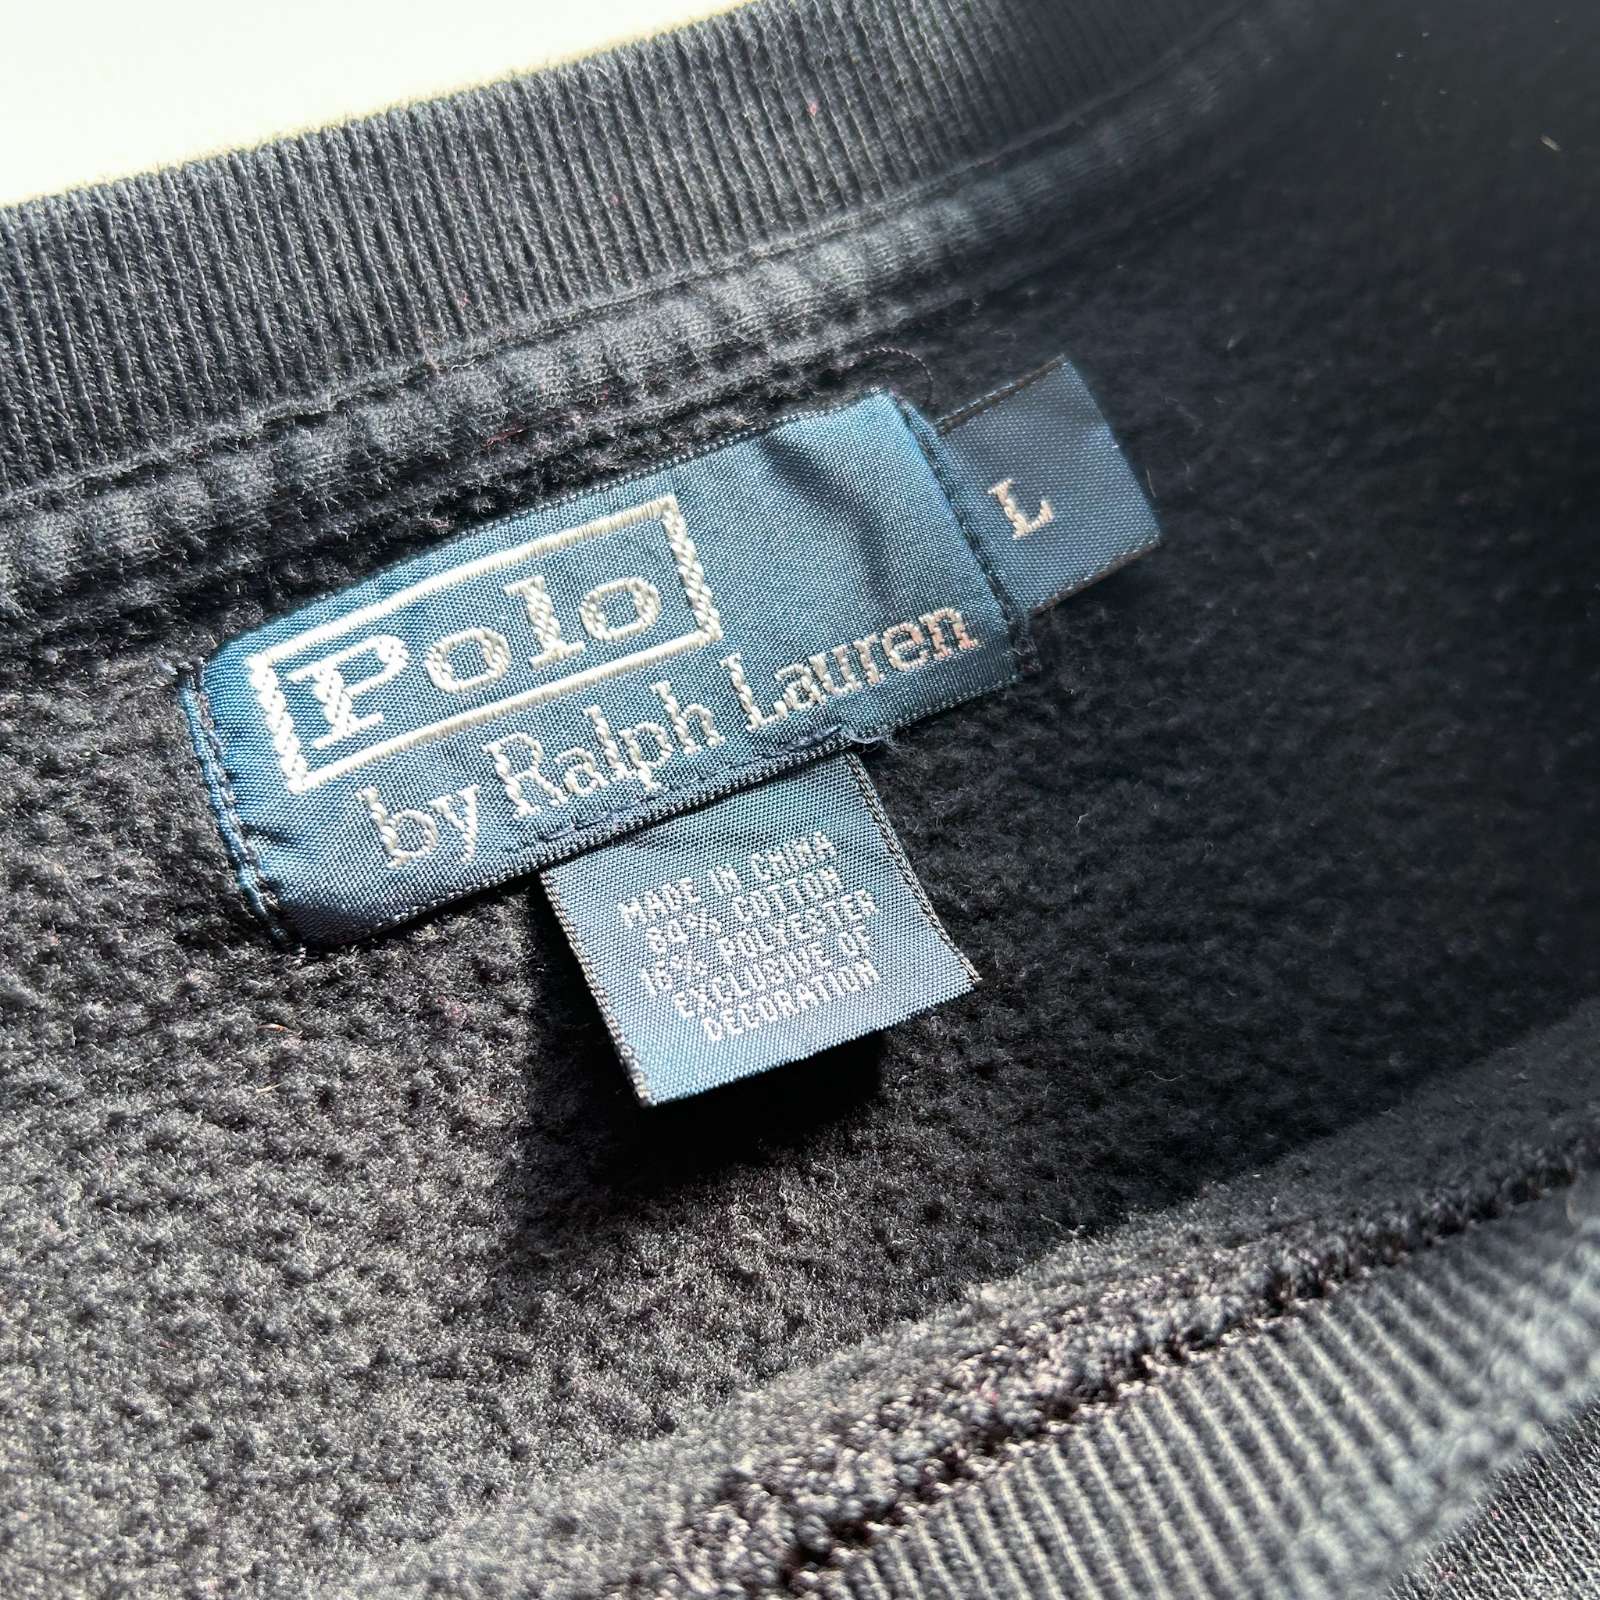 Polo
by Ralph Lauren
L
MADE IN CHINA
84% COTTON
16% POLYESTER
EXCLUSIVE OF
DECORATION